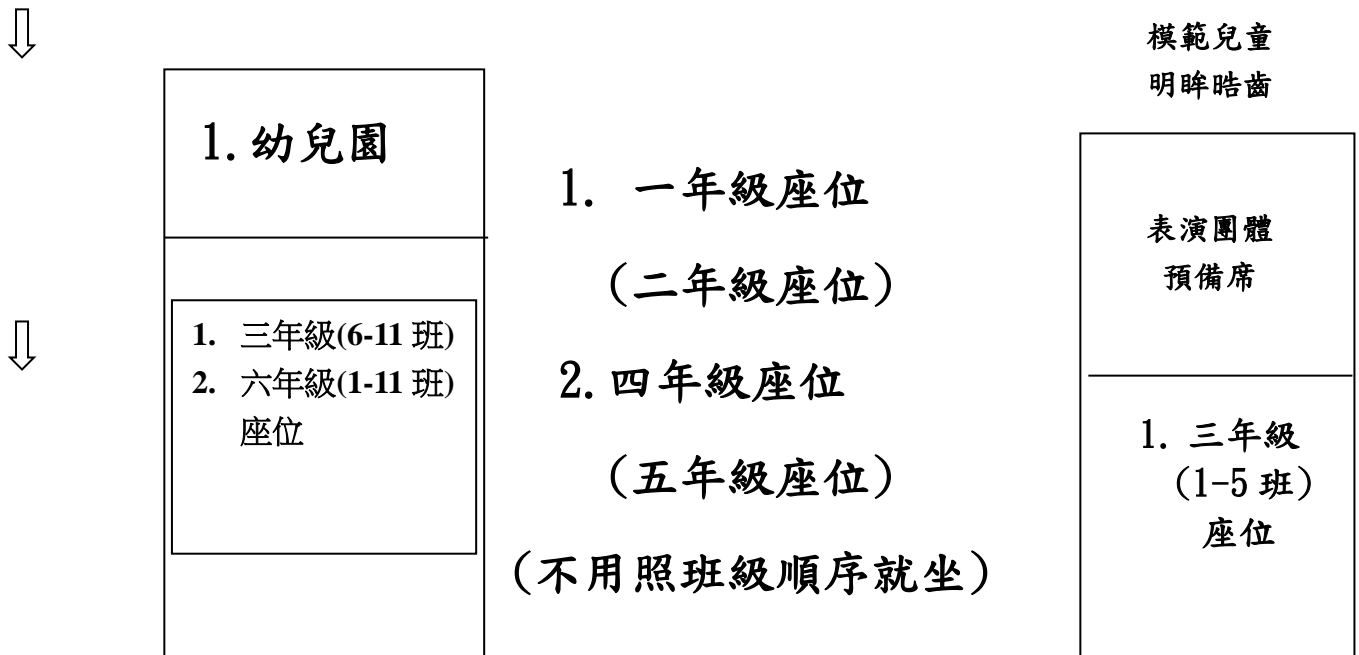 模範兒童
明眸晧齒
1.幼兒園
1. 三年級(6-11 班)
2. 六年級(1-11 班)
座位
1. 一年級座位
(二年級座位)
2.四年級座位
(五年級座位)
(不用照班級順序就坐)
表演團體
預備席
1. 三年級
(1-5 班)
座位